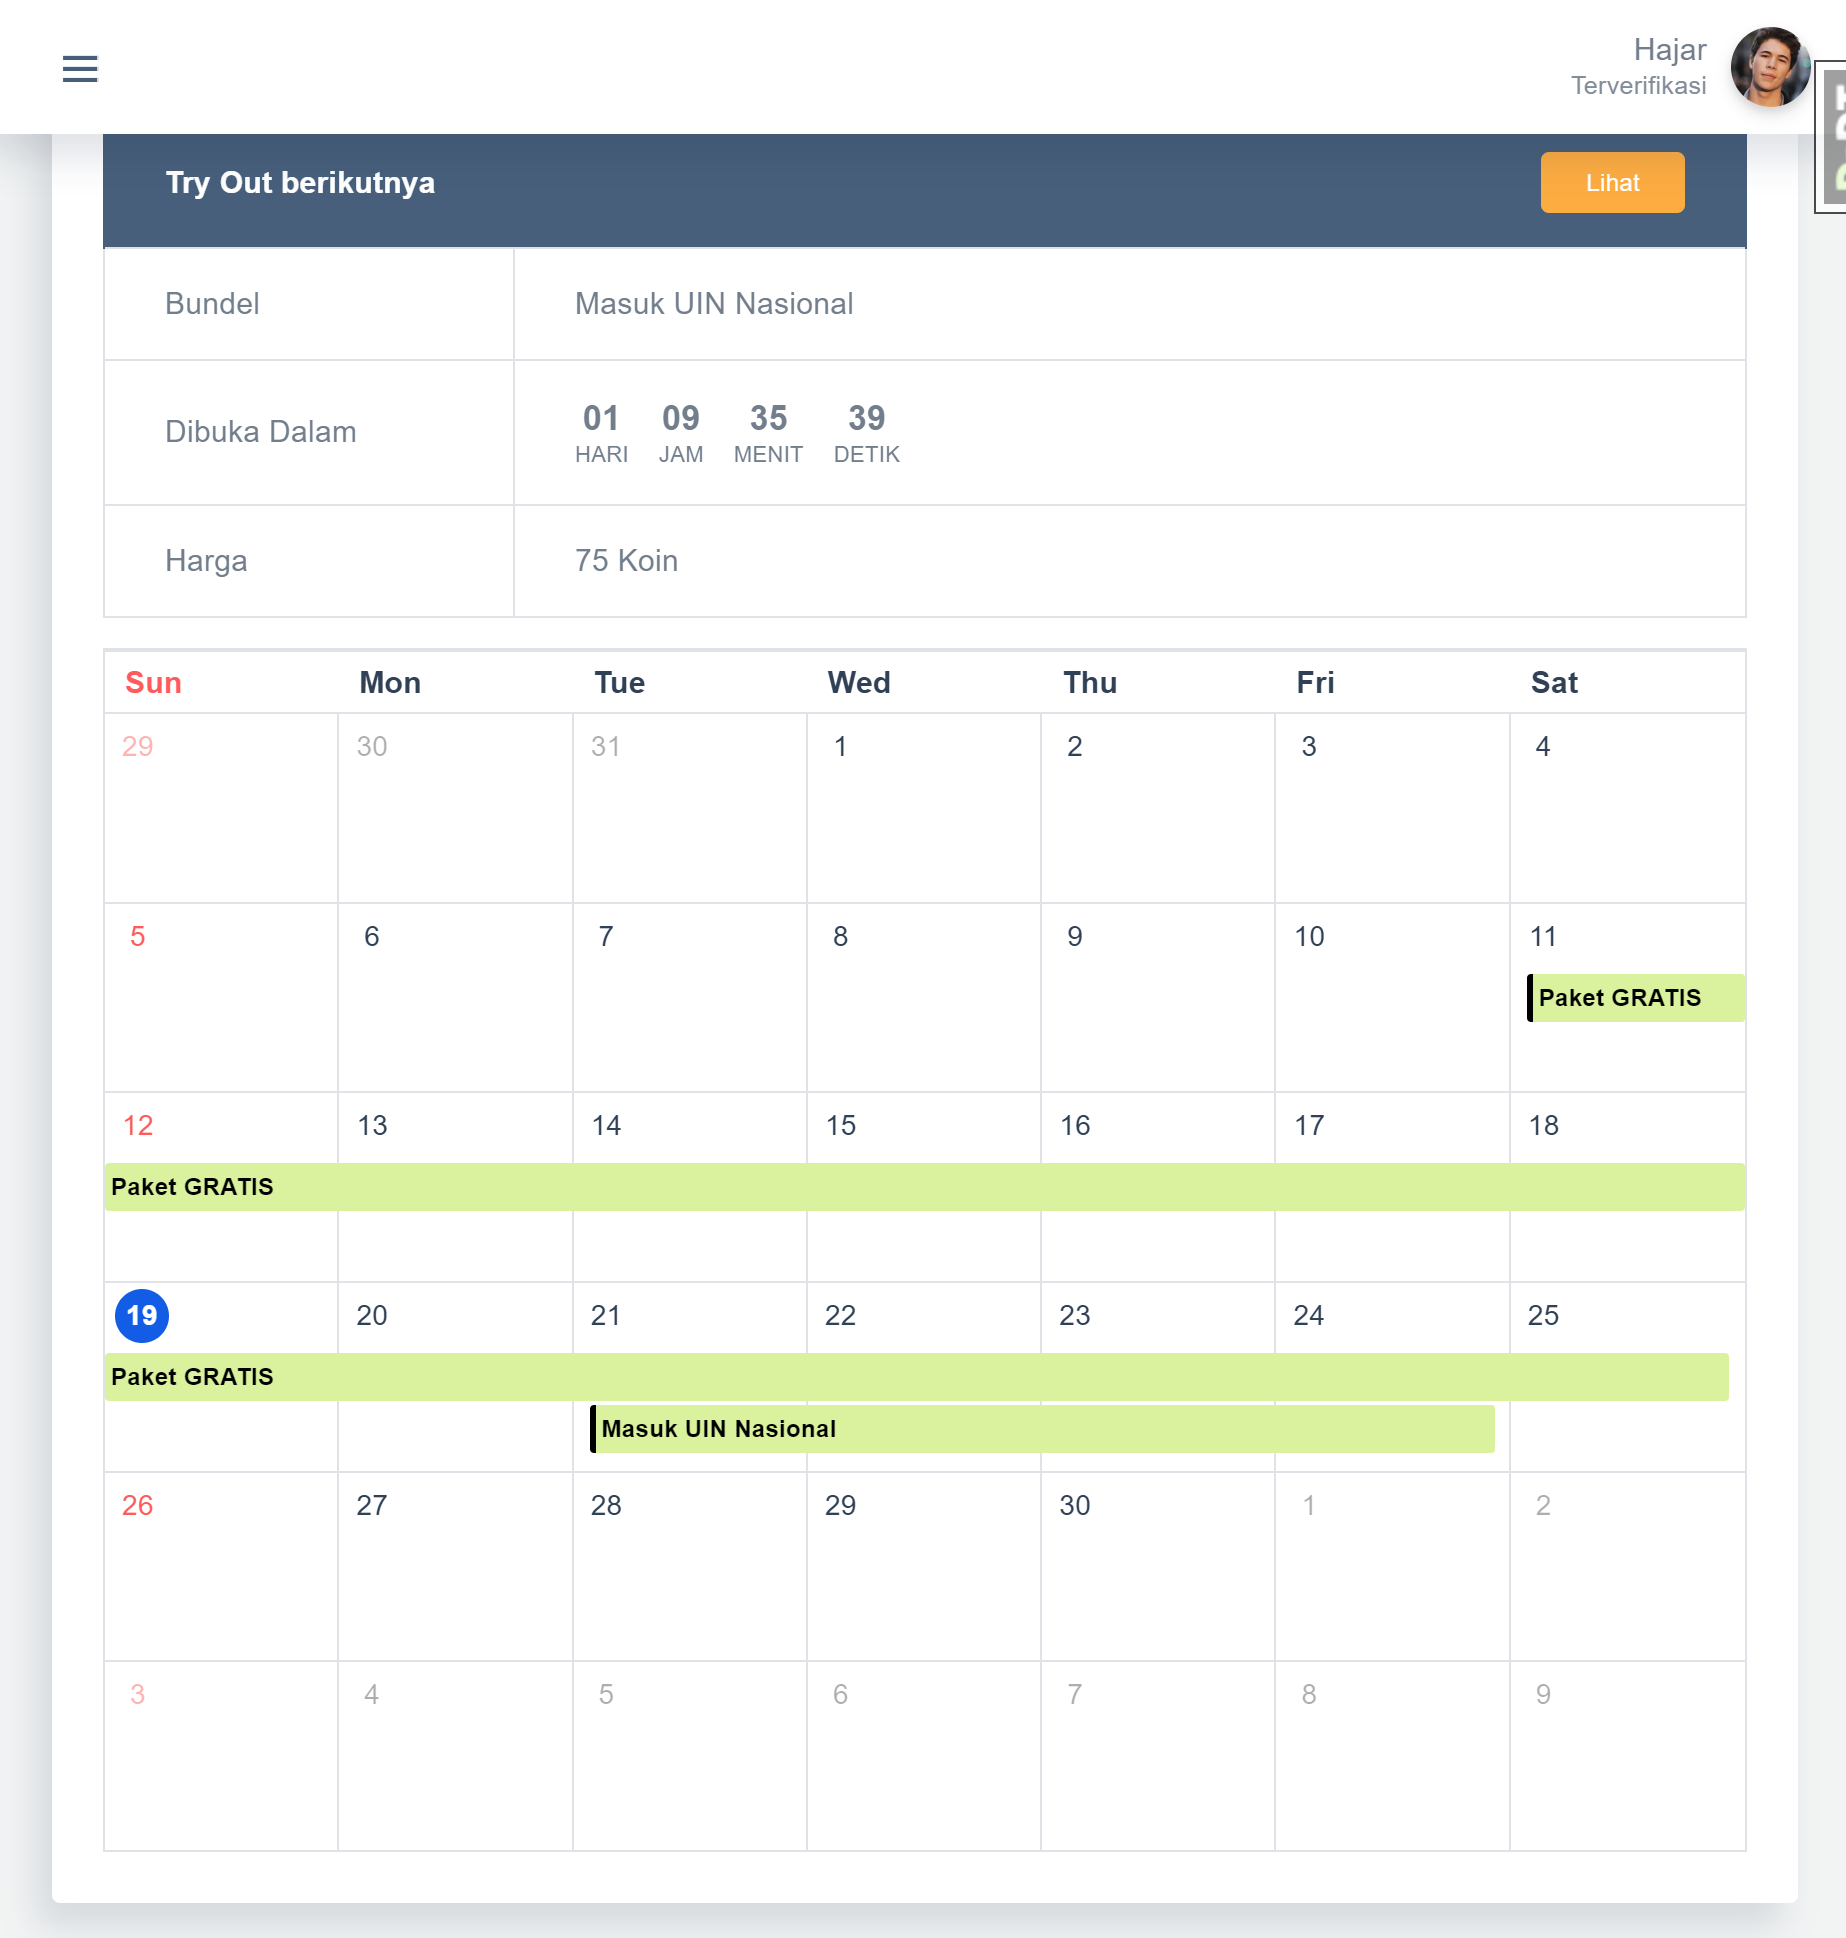 Hajar
Terverifikasi
Try Out berikutnya
Lihat
Bundel
Masuk UIN Nasional
Dibuka Dalam
01 09 35 39
HARI JAM MENIT DETIK
Harga
75 Koin
Sun Mon Tue Wed Thu Fri Sat
29 30 31 1 2 3 4
5 6 7 8 9 10 11
Paket GRATIS
12 13 14 15 16 17 18
Paket GRATIS
19 20 21 22 23 24 25
Paket GRATIS
Masuk UIN Nasional
26 27 28 29 30 1 2
3 4 5 6 7 8 9